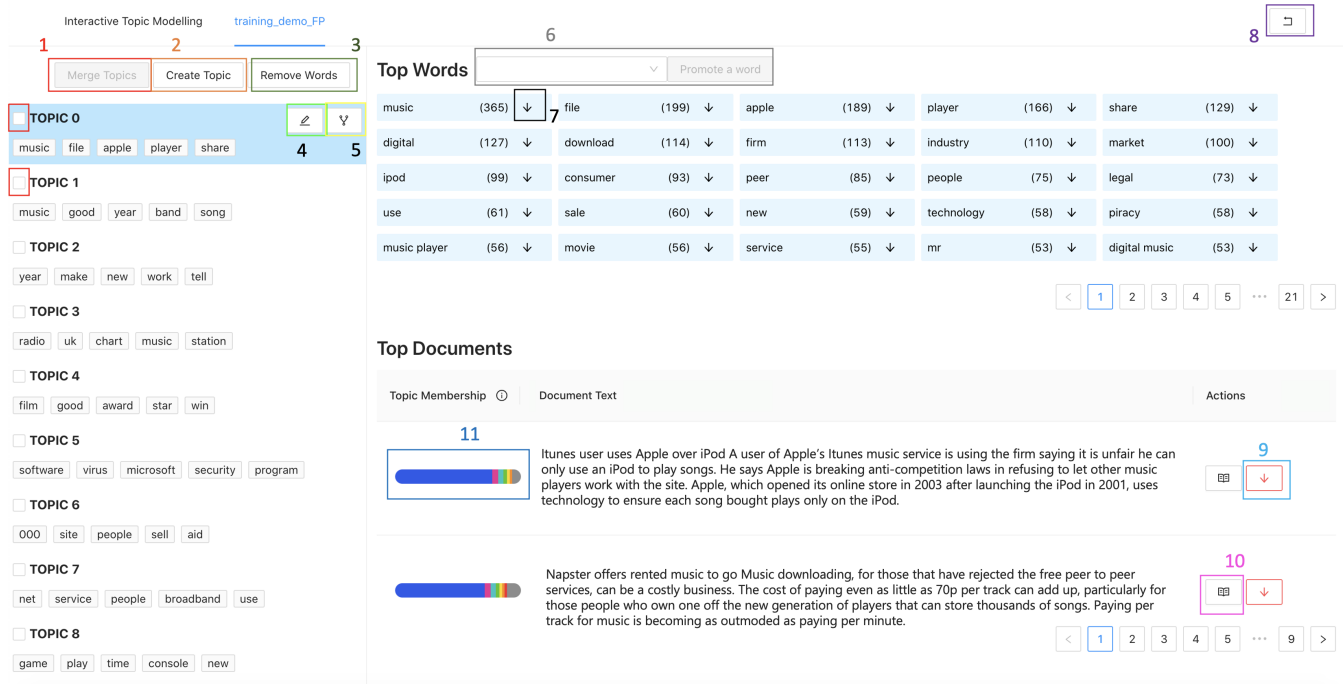 Interactive Topic Modelling training_demo_FP
8
1 2 3
Merge Topics Create Topic Remove Words
TOPIC 0
4 5
music file apple player share
TOPIC 1
music good year band song
TOPIC 2
year make new work tell
TOPIC 3
radio uk chart music station
TOPIC 4
film good award star win
TOPIC 5
software virus microsoft security program
TOPIC 6
000 site people sell aid
TOPIC 7
net service people broadband use
TOPIC 8
game play time console new
6
Top Words Promote a word
music (365) 7 file (199) apple (189) player (166) share (129)
digital (127) download (114) firm (113) industry (110) market (100)
ipod (99) consumer (93) peer (85) people (75) legal (73)
use (61) sale (60) new (59) technology (58) piracy (58)
music player (56) movie (56) service (55) mr (53) digital music (53)
< 1 2 3 4 5 ••• 21 >
Top Documents
Topic Membership Document Text Actions
11
Itunes user uses Apple over iPod A user of Apple's Itunes music service is using the firm saying it is unfair he can
only use an iPod to play songs. He says Apple is breaking anti-competition laws in refusing to let other music
players work with the site. Apple, which opened its online store in 2003 after launching the iPod in 2001, uses
technology to ensure each song bought plays only on the iPod.
9
10
Napster offers rented music to go Music downloading, for those that have rejected the free peer to peer
services, can be a costly business. The cost of paying even as little as 70p per track can add up, particularly for
those people who own one off the new generation of players that can store thousands of songs. Paying per
track for music is becoming as outmoded as paying per minute.
< 1 2 3 4 5 ••• 9 >